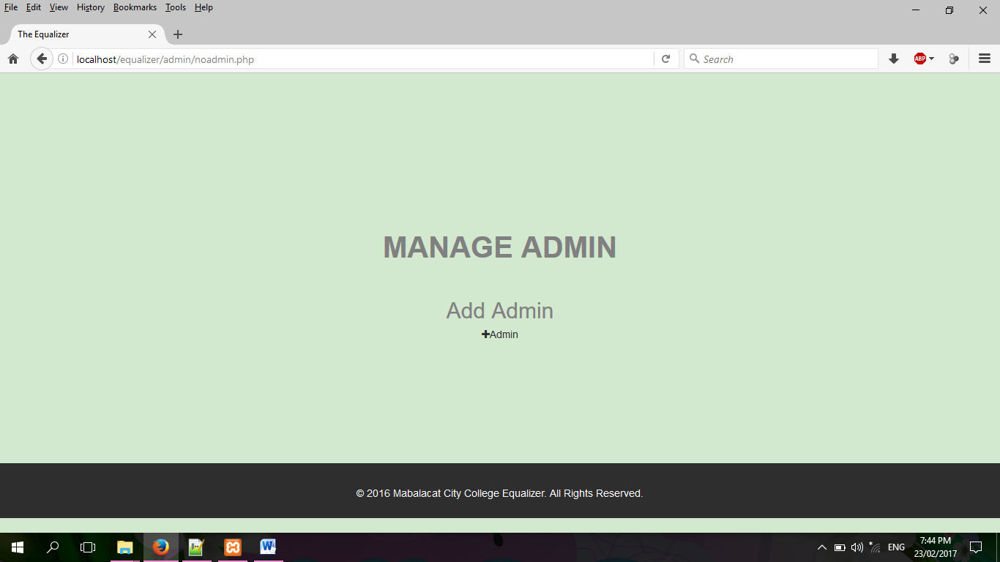 File Edit View History Bookmarks Tools Help
The Equalizer
localhost/equalizer/admin/noadmin.php
Search
ABP
MANAGE ADMIN
Add Admin
Admin
© 2016 Mabalacat City College Equalizer. All Rights Reserved.
ENG
7:44 PM
23/02/2017